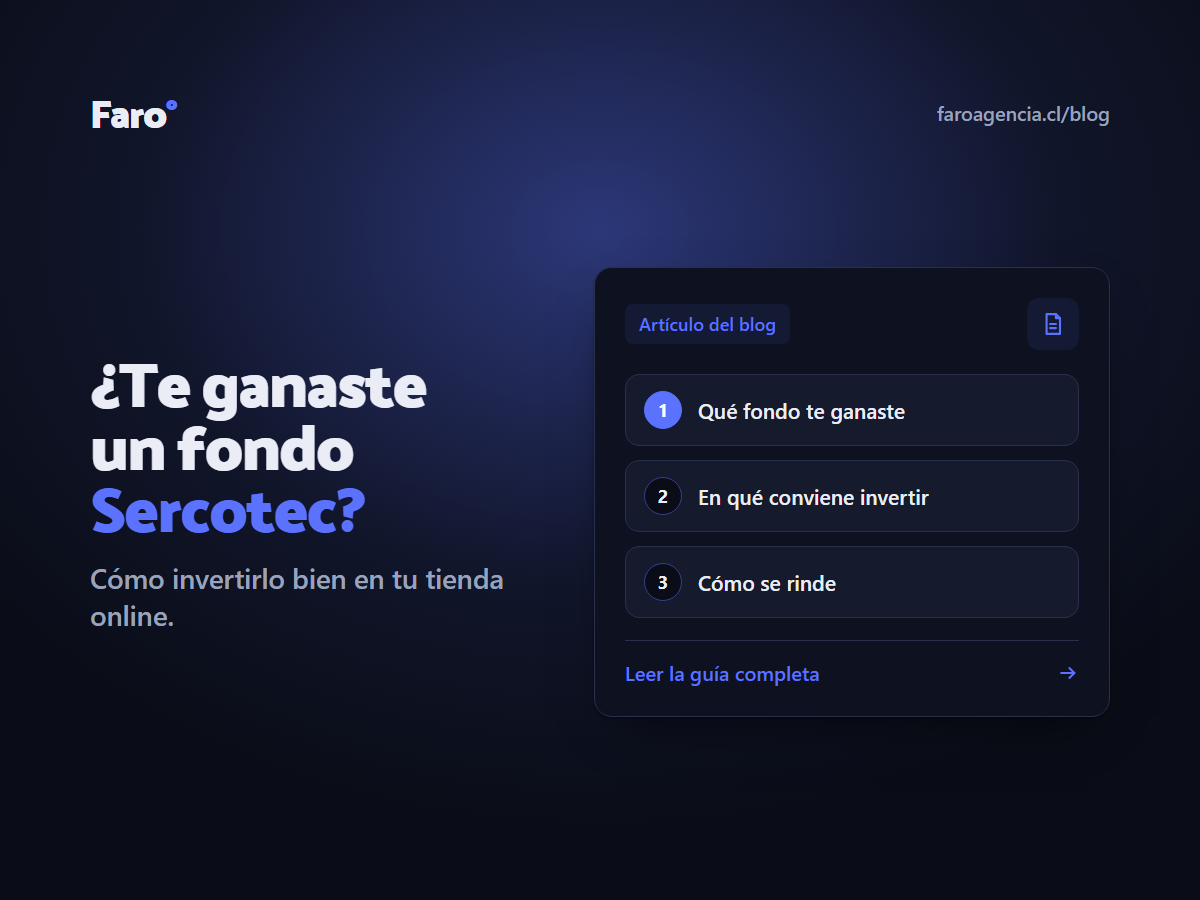 Faro°
faroagencia.cl/blog
¿Te ganaste
un fondo
Sercotec?
Cómo invertirlo bien en tu tienda
online.
Artículo del blog
1 Qué fondo te ganaste
2 En qué conviene invertir
3 Cómo se rinde
Leer la guía completa →